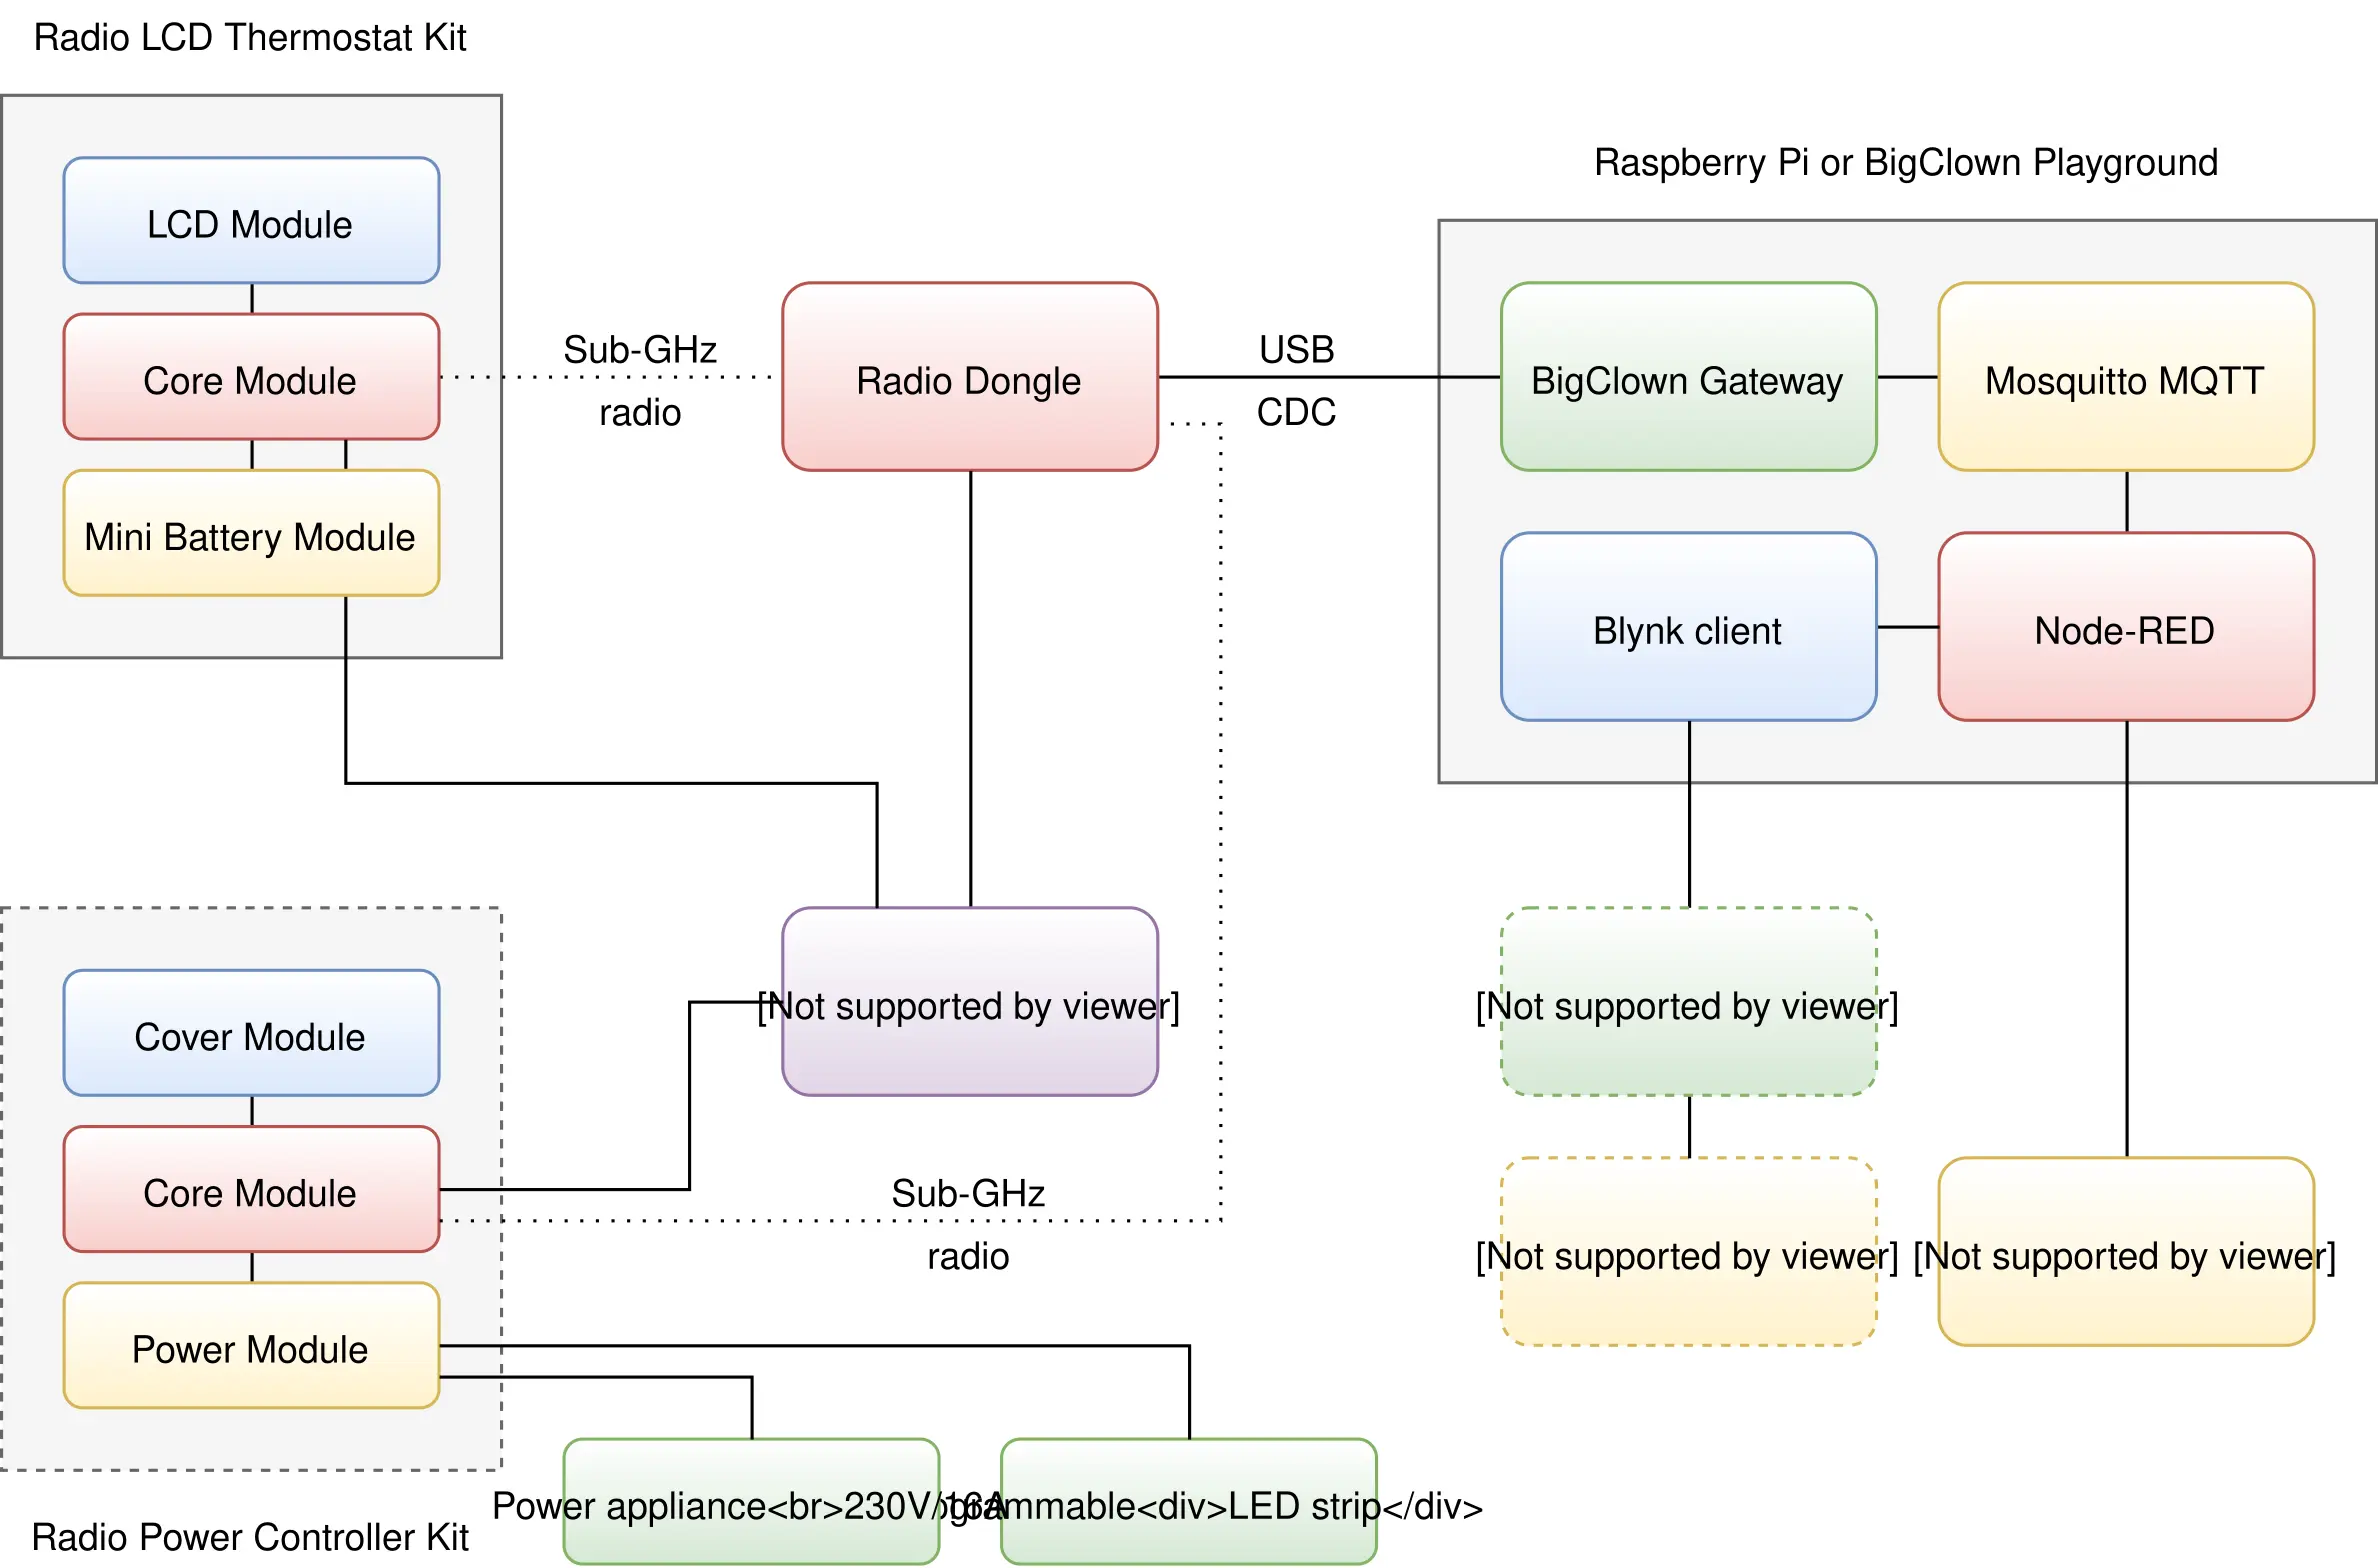 Radio LCD Thermostat Kit
LCD Module
Core Module
Mini Battery Module
Sub-GHz
radio
Radio Dongle
USB
CDC
Raspberry Pi or BigClown Playground
BigClown Gateway
Mosquitto MQTT
Blynk client
Node-RED
[Not supported by viewer]
[Not supported by viewer]
Cover Module
Core Module
Power Module
Sub-GHz
radio
[Not supported by viewer]
[Not supported by viewer]
Power appliance<br>230V/16A
LED strip</div>
Radio Power Controller Kit